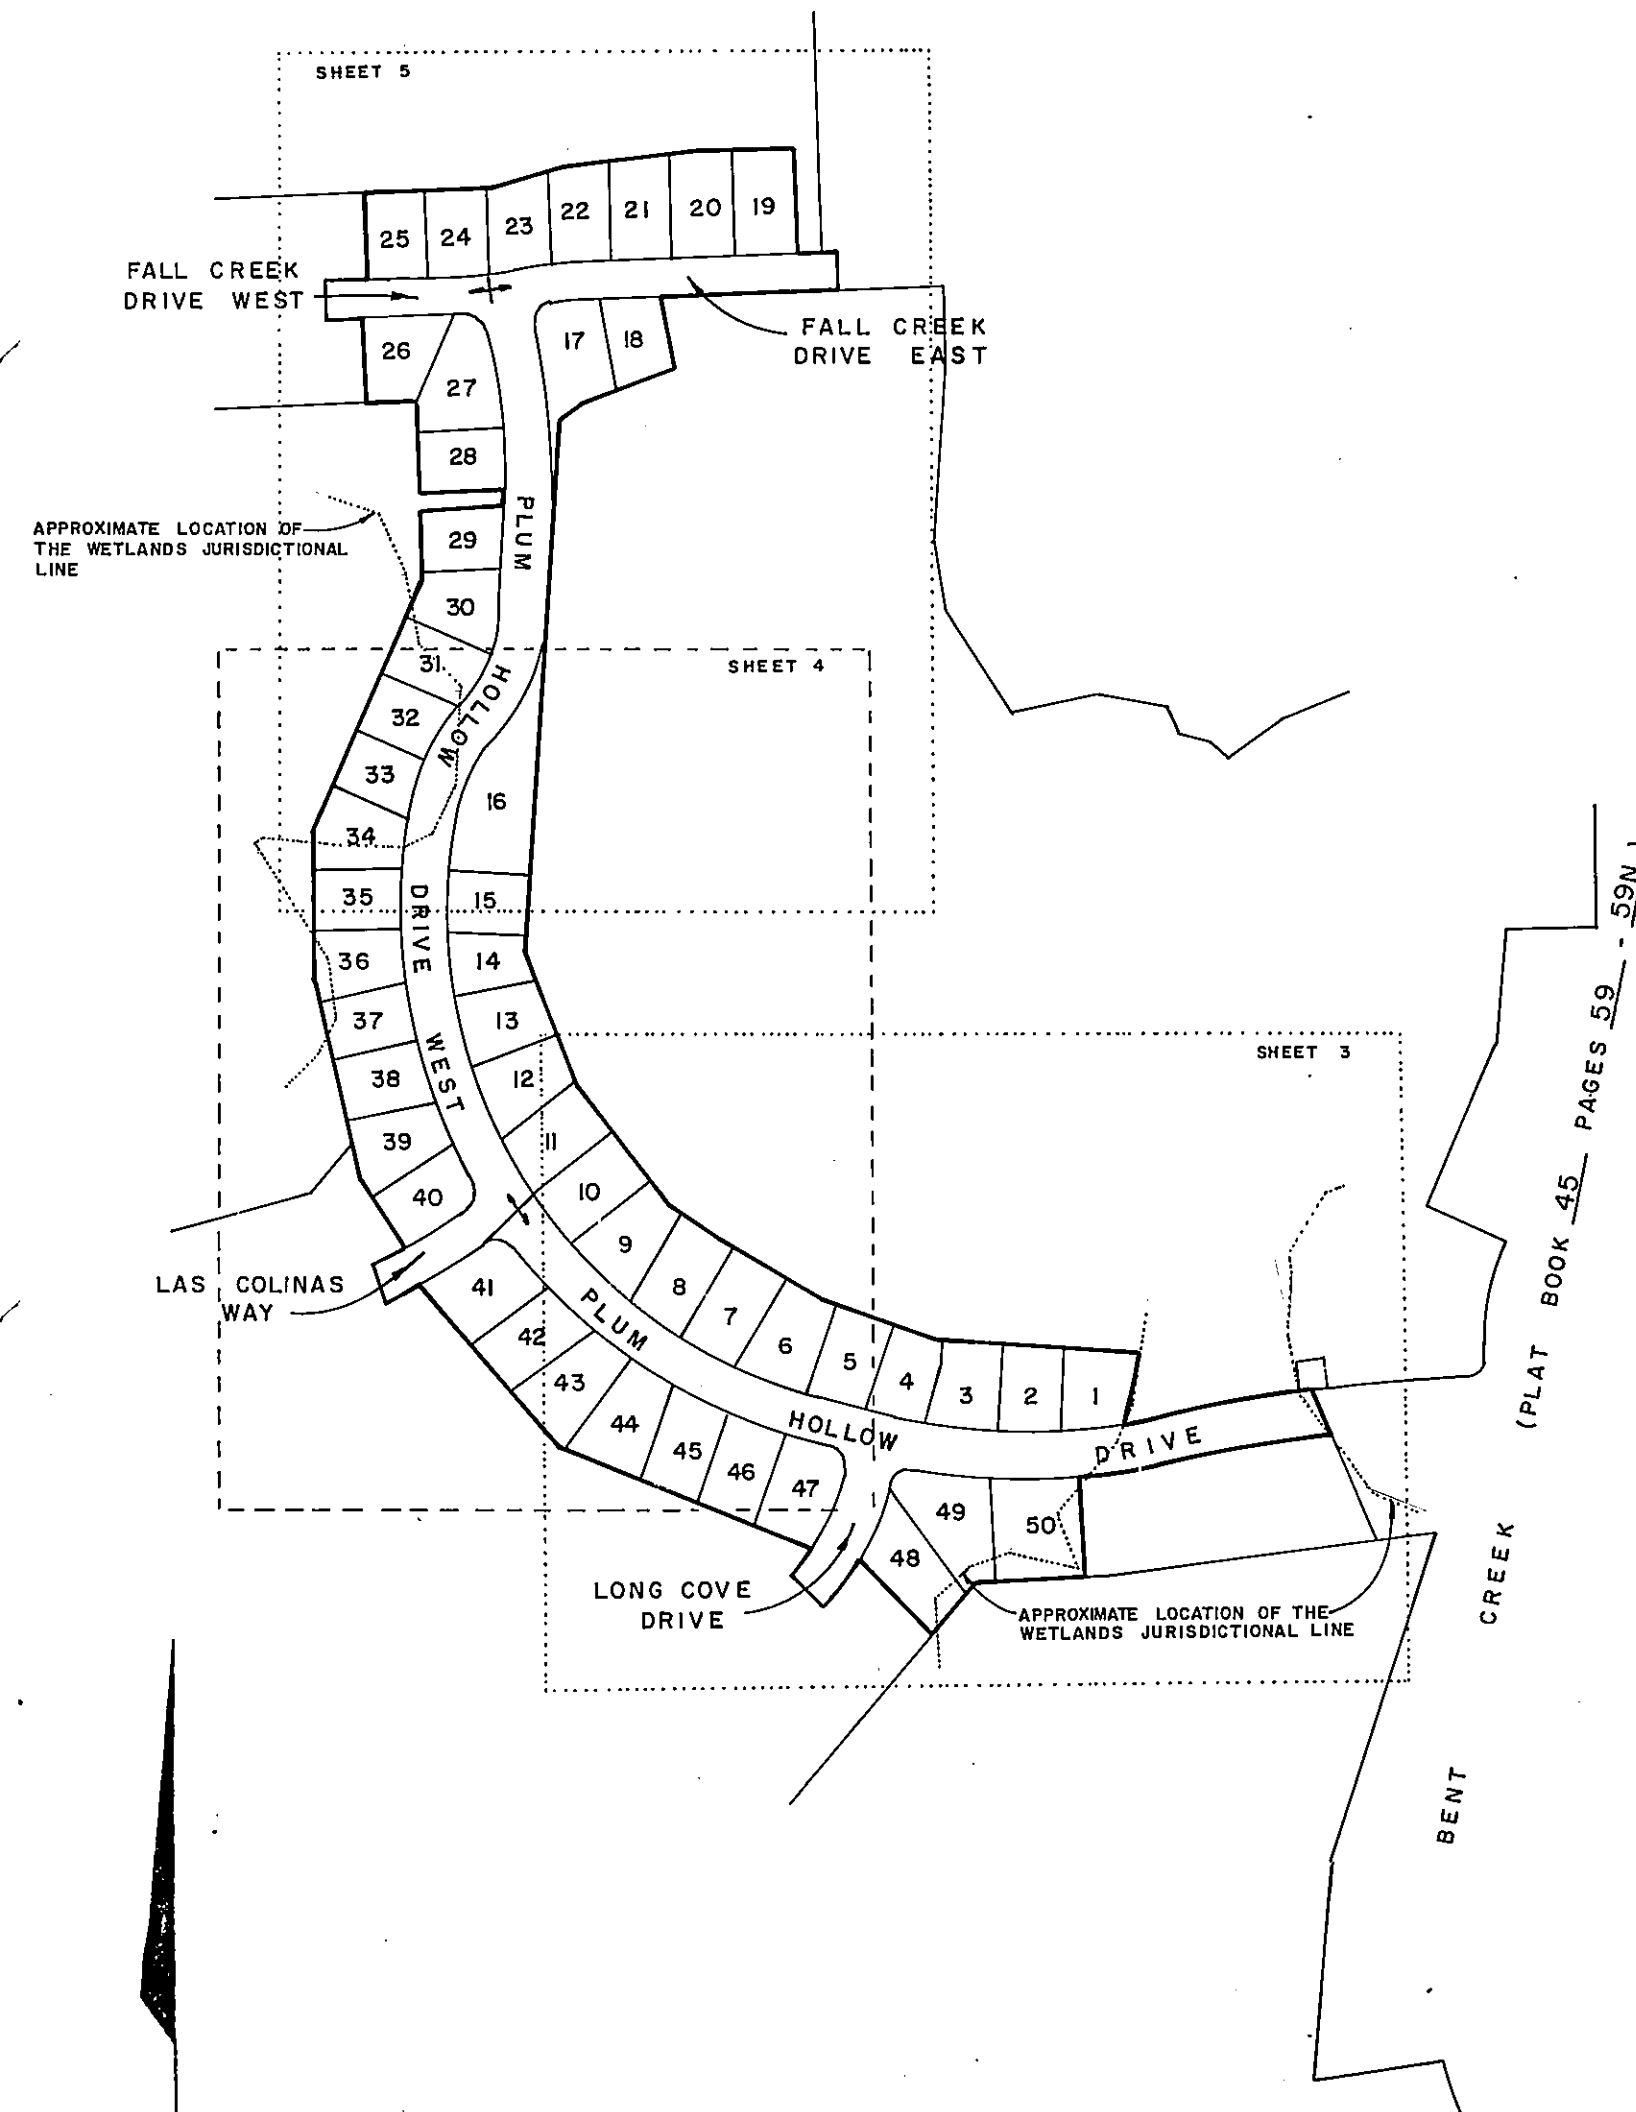 SHEET 5
25 24 23 22 21 20 19
FALL CREEK
DRIVE WEST
FALL CREEK
DRIVE EAST
26
17 18
27
28
PLUM
APPROXIMATE LOCATION OF
THE WETLANDS JURISDICTIONAL
LINE
29
30
31
SHEET 4
HOLLOW
32
33
16
34
35
DRIVE
15
36
14
37
13
WEST
38
12
SHEET 3
39
11
40
10
9
LAS COLINAS
WAY
41
8
PLUM
7
42
6
43
5
4
3
2
1
44
HOLLOW
DRIVE
45
46
47
49
50
48
LONG COVE
DRIVE
APPROXIMATE LOCATION OF THE
WETLANDS JURISDICTIONAL LINE
BENT CREEK (PLAT BOOK 45 PAGES 59 - 59N